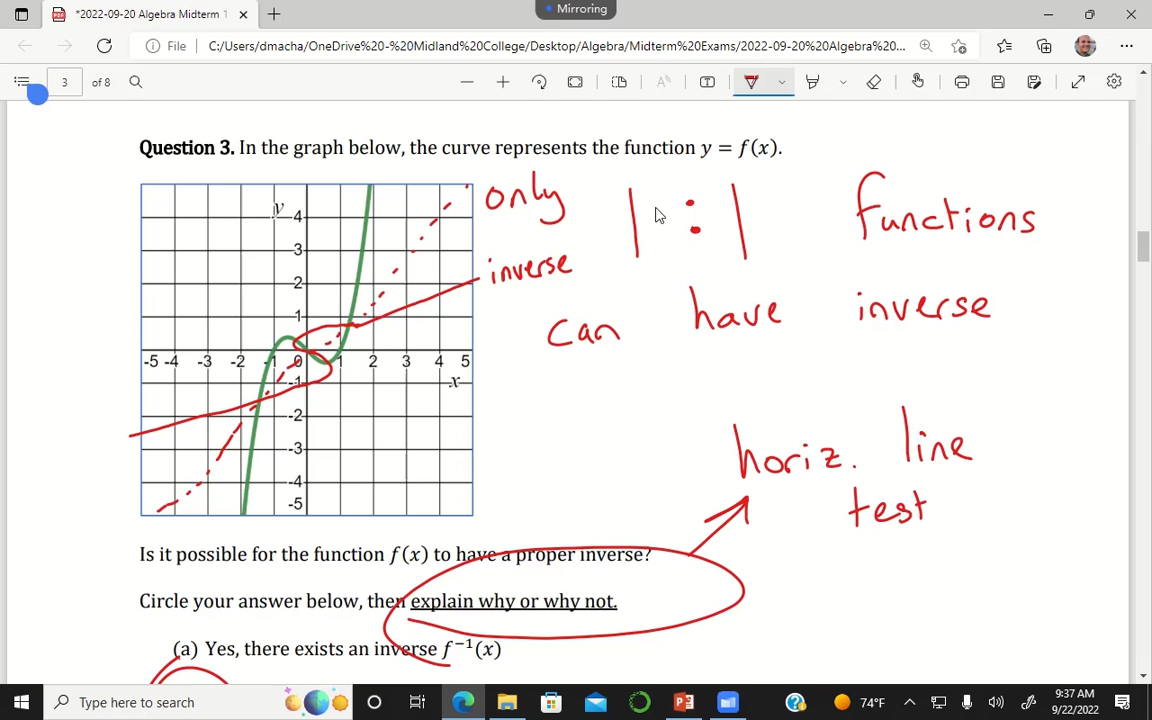 Mirroring
*2022-09-20 Algebra Midterm 1
File C:/Users/dmacha/OneDrive%20-%20Midland%20College/Desktop/Algebra/Midterm%20Exams/2022-09-20%20Algebra%20...
3 of 8
Question 3. In the graph below, the curve represents the function y = f(x).
only 1:1 functions
inverse
can have inverse
y
4
3
2
1
-5 -4 -3 -2 -1 0 1 2 3 4 5
x
-1
-2
-3
-4
-5
horiz. line
test
Is it possible for the function f(x) to have a proper inverse?
Circle your answer below, then explain why or why not.
(a) Yes, there exists an inverse f⁻¹(x)
Type here to search
74°F
9:37 AM
9/22/2022